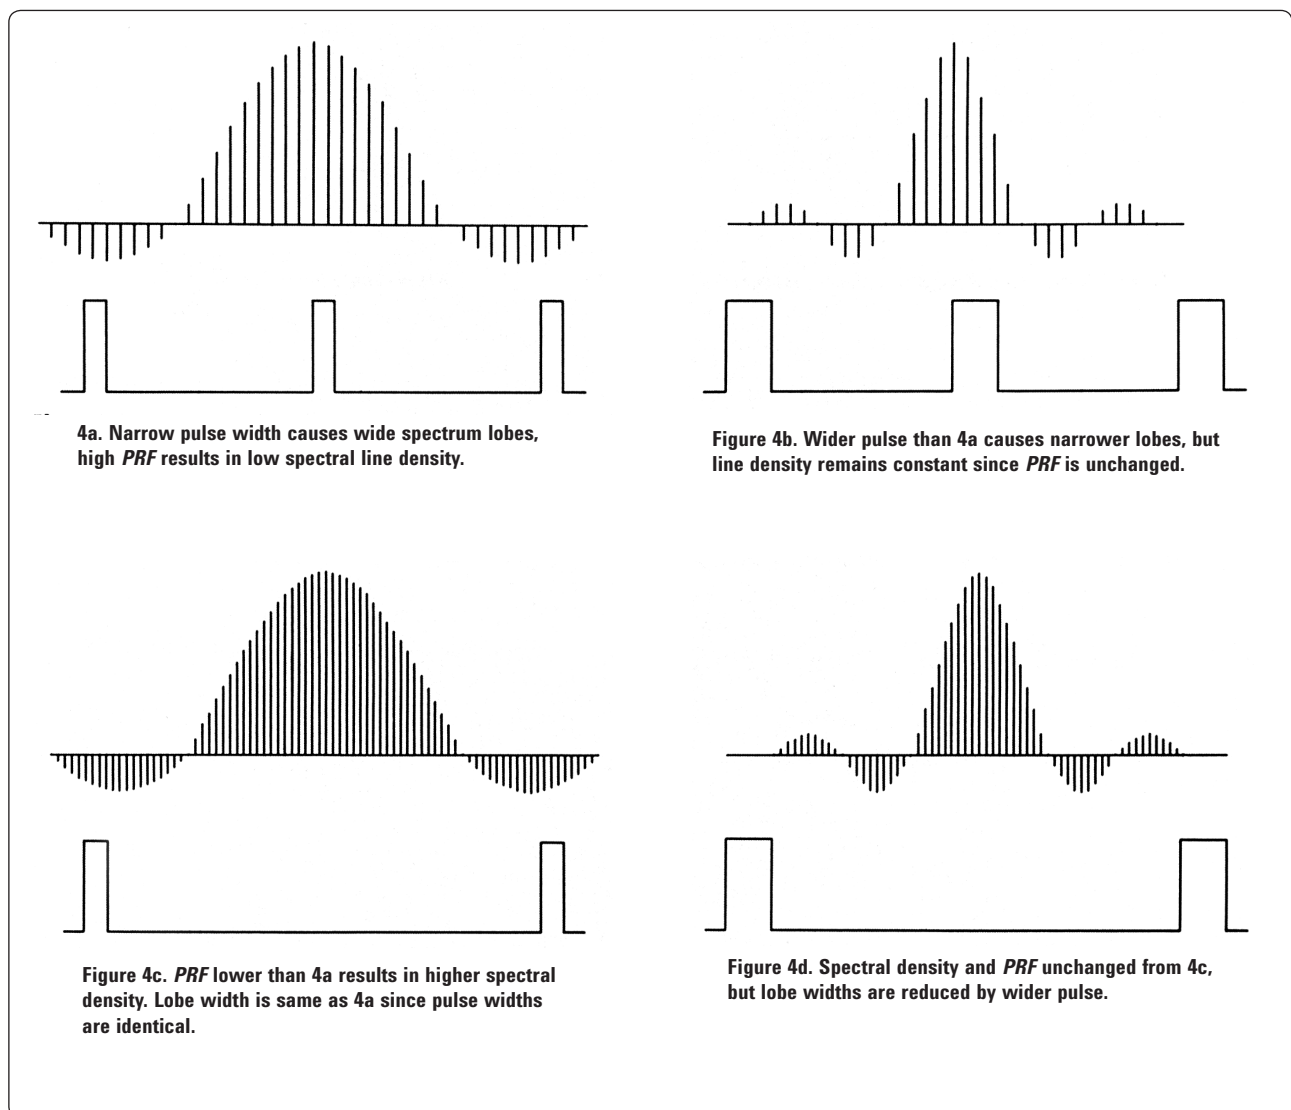 4a. Narrow pulse width causes wide spectrum lobes,
high PRF results in low spectral line density.
Figure 4b. Wider pulse than 4a causes narrower lobes, but
line density remains constant since PRF is unchanged.
Figure 4c. PRF lower than 4a results in higher spectral
density. Lobe width is same as 4a since pulse widths
are identical.
Figure 4d. Spectral density and PRF unchanged from 4c,
but lobe widths are reduced by wider pulse.